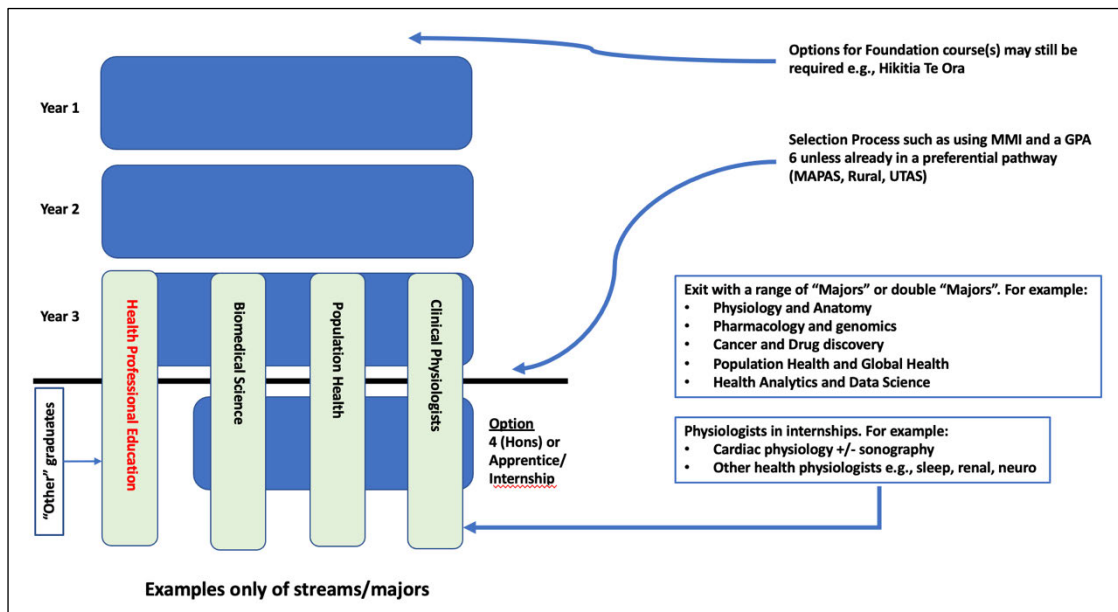 Options for Foundation course(s) may still be
required e.g., Hikitia Te Ora
Year 1
Selection Process such as using MMI and a GPA
6 unless already in a preferential pathway
(MAPAS, Rural, UTAS)
Year 2
Year 3
Health Professional Education
Biomedical Science
Population Health
Clinical Physiologists
Exit with a range of “Majors” or double “Majors”. For example:
• Physiology and Anatomy
• Pharmacology and genomics
• Cancer and Drug discovery
• Population Health and Global Health
• Health Analytics and Data Science
"Other" graduates
Option
4 (Hons) or
Apprentice/
Internship
Physiologists in internships. For example:
• Cardiac physiology +/- sonography
• Other health physiologists e.g., sleep, renal, neuro
Examples only of streams/majors